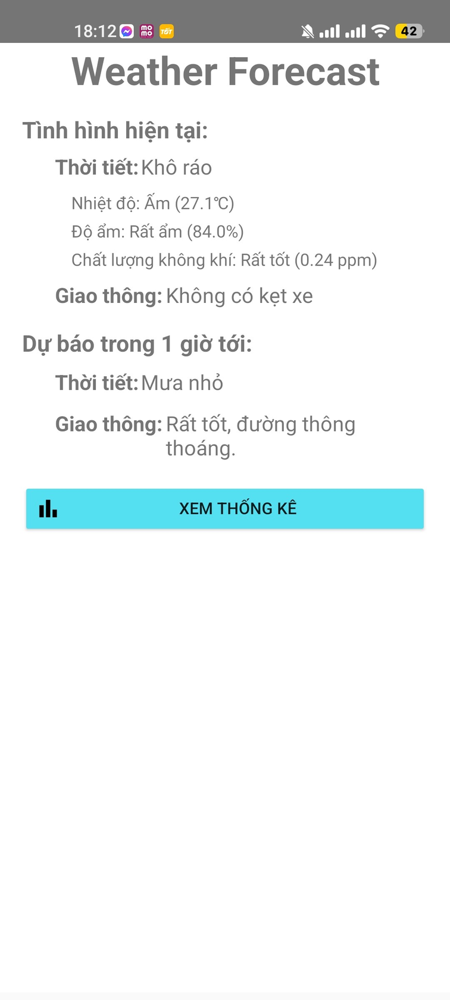 18:12
mo
mo
TỐT
42
Weather Forecast
Tình hình hiện tại:
Thời tiết: Khô ráo
Nhiệt độ: Ấm (27.1°C)
Độ ẩm: Rất ẩm (84.0%)
Chất lượng không khí: Rất tốt (0.24 ppm)
Giao thông: Không có kẹt xe
Dự báo trong 1 giờ tới:
Thời tiết: Mưa nhỏ
Giao thông: Rất tốt, đường thông
thoáng.
XEM THỐNG KÊ